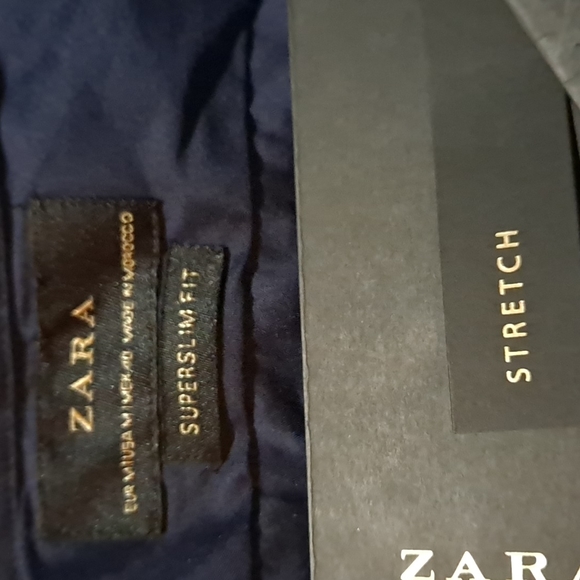 ZARA
EUR M | USA M | MEX 40 MADE IN MOROCCO
SUPERSLIM FIT
STRETCH
ZARA